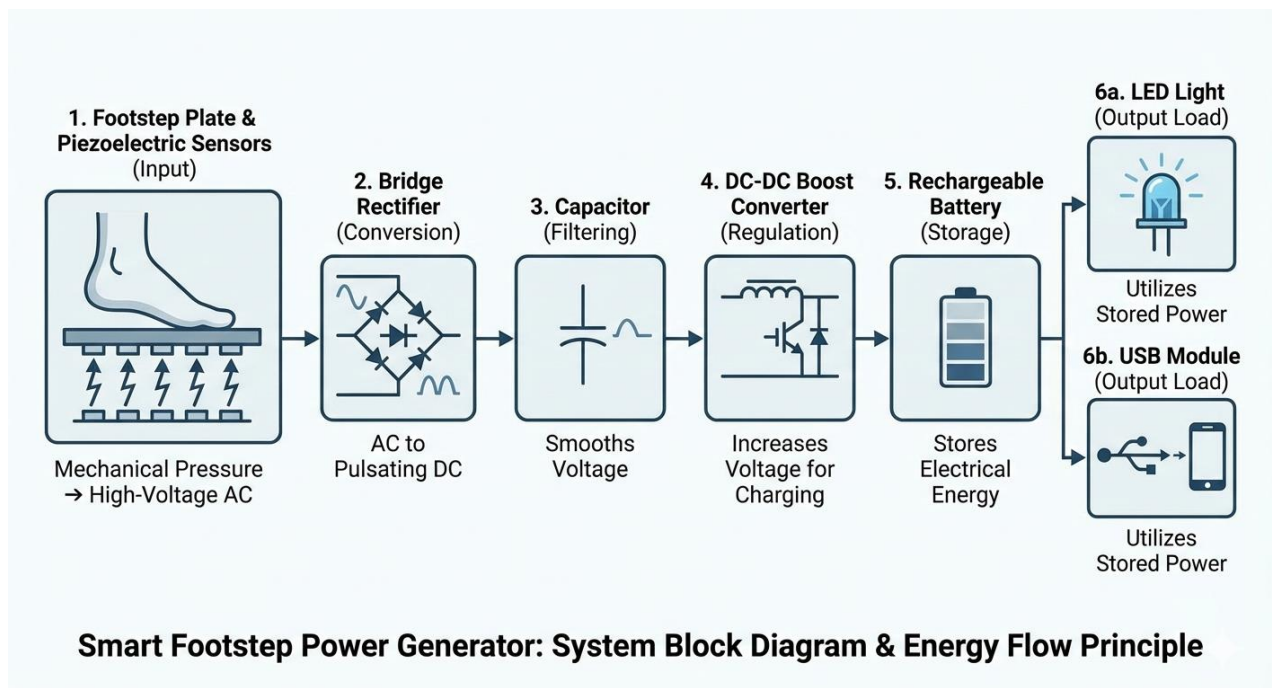 1. Footstep Plate &
Piezoelectric Sensors
(Input)
Mechanical Pressure
→ High-Voltage AC
2. Bridge
Rectifier
(Conversion)
AC to
Pulsating DC
3. Capacitor
(Filtering)
Smooths
Voltage
4. DC-DC Boost
Converter
(Regulation)
Increases
Voltage for
Charging
5. Rechargeable
Battery
(Storage)
Stores
Electrical
Energy
6a. LED Light
(Output Load)
Utilizes
Stored Power
6b. USB Module
(Output Load)
Utilizes
Stored Power
Smart Footstep Power Generator: System Block Diagram & Energy Flow Principle